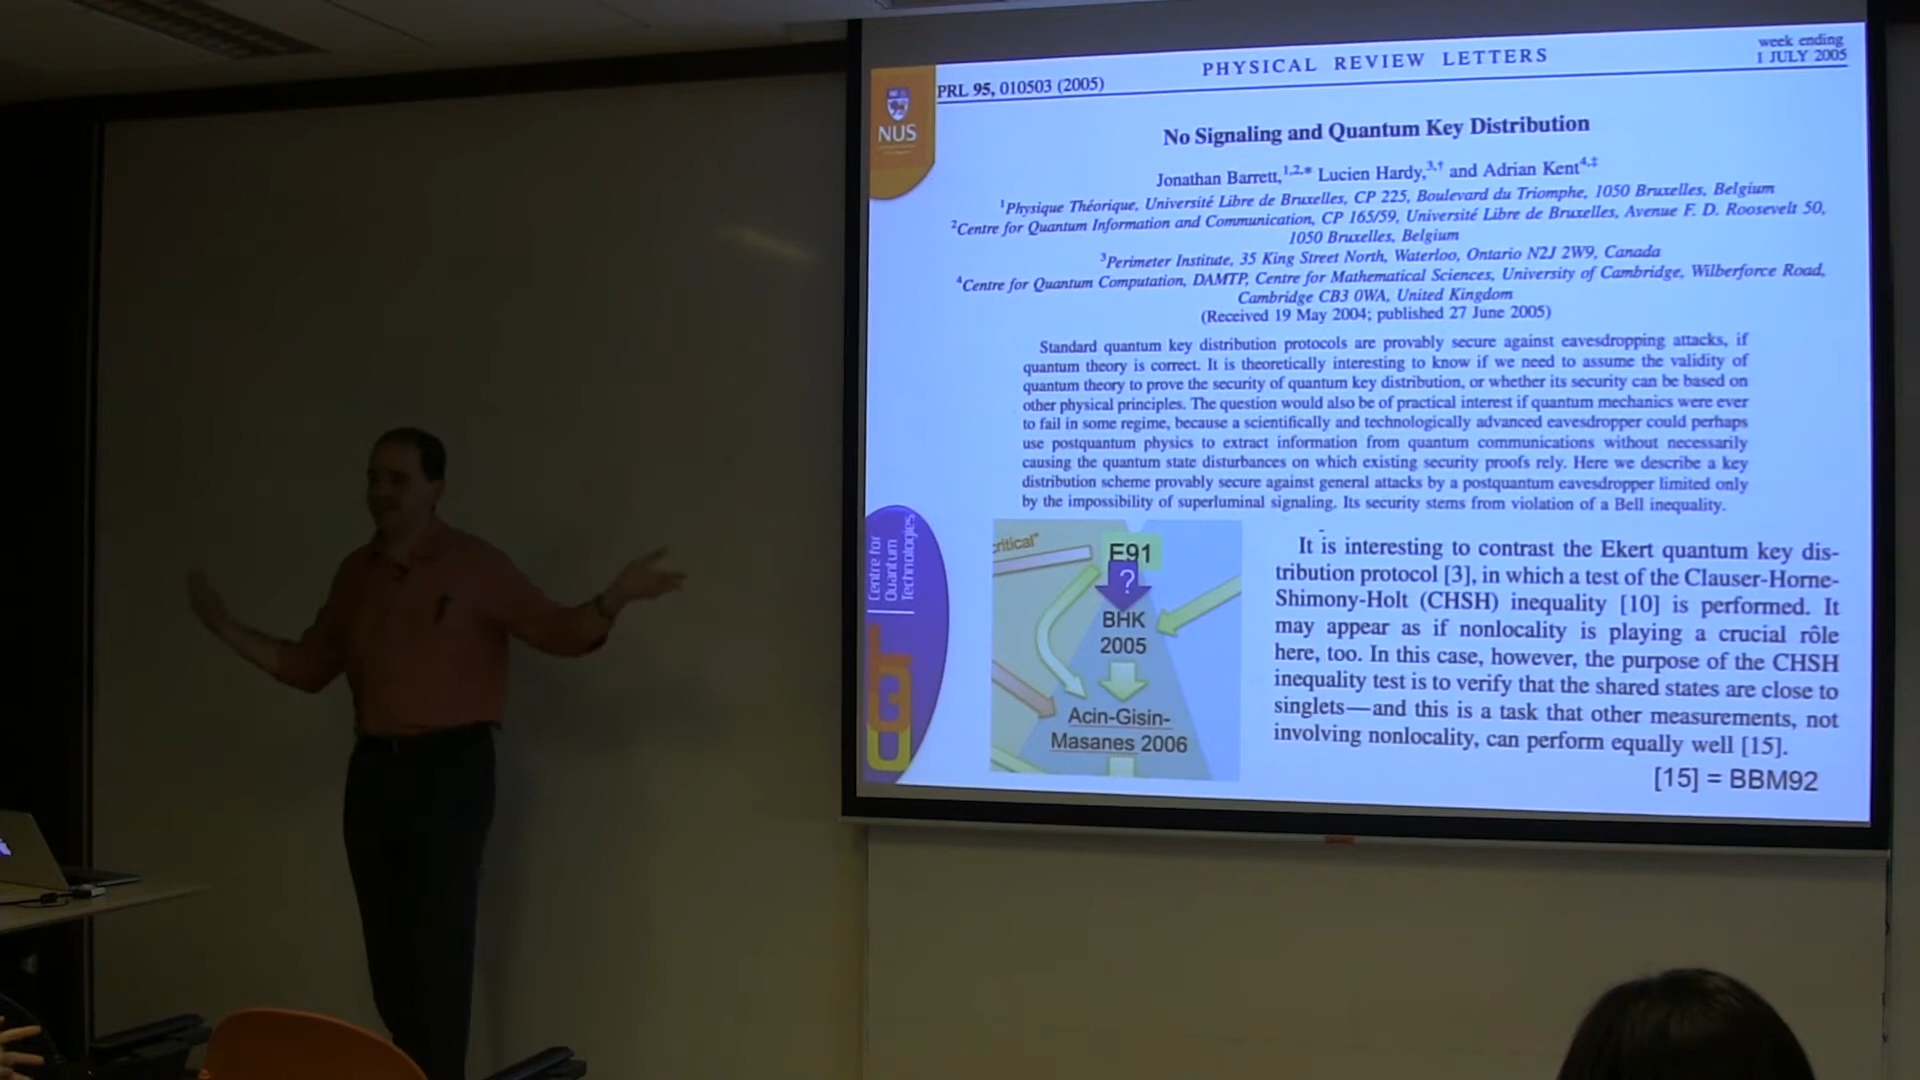 PRL 95, 010503 (2005)
PHYSICAL REVIEW LETTERS
week ending
1 JULY 2005
NUS
No Signaling and Quantum Key Distribution
Jonathan Barrett,1,2,* Lucien Hardy,3,† and Adrian Kent4,‡
1Physique Théorique, Université Libre de Bruxelles, CP 225, Boulevard du Triomphe, 1050 Bruxelles, Belgium
2Centre for Quantum Information and Communication, CP 165/59, Université Libre de Bruxelles, Avenue F. D. Roosevelt 50,
1050 Bruxelles, Belgium
3Perimeter Institute, 35 King Street North, Waterloo, Ontario N2J 2W9, Canada
4Centre for Quantum Computation, DAMTP, Centre for Mathematical Sciences, University of Cambridge, Wilberforce Road,
Cambridge CB3 0WA, United Kingdom
(Received 19 May 2004; published 27 June 2005)
Standard quantum key distribution protocols are provably secure against eavesdropping attacks, if
quantum theory is correct. It is theoretically interesting to know if we need to assume the validity of
quantum theory to prove the security of quantum key distribution, or whether its security can be based on
other physical principles. The question would also be of practical interest if quantum mechanics were ever
to fail in some regime, because a scientifically and technologically advanced eavesdropper could perhaps
use postquantum physics to extract information from quantum communications without necessarily
causing the quantum state disturbances on which existing security proofs rely. Here we describe a key
distribution scheme provably secure against general attacks by a postquantum eavesdropper limited only
by the impossibility of superluminal signaling. Its security stems from violation of a Bell inequality.
Centre for
Quantum
Technologies
ritical"
E91
?
BHK
2005
Acin-Gisin-
Masanes 2006
It is interesting to contrast the Ekert quantum key dis-
tribution protocol [3], in which a test of the Clauser-Horne-
Shimony-Holt (CHSH) inequality [10] is performed. It
may appear as if nonlocality is playing a crucial rôle
here, too. In this case, however, the purpose of the CHSH
inequality test is to verify that the shared states are close to
singlets—and this is a task that other measurements, not
involving nonlocality, can perform equally well [15].
[15] = BBM92